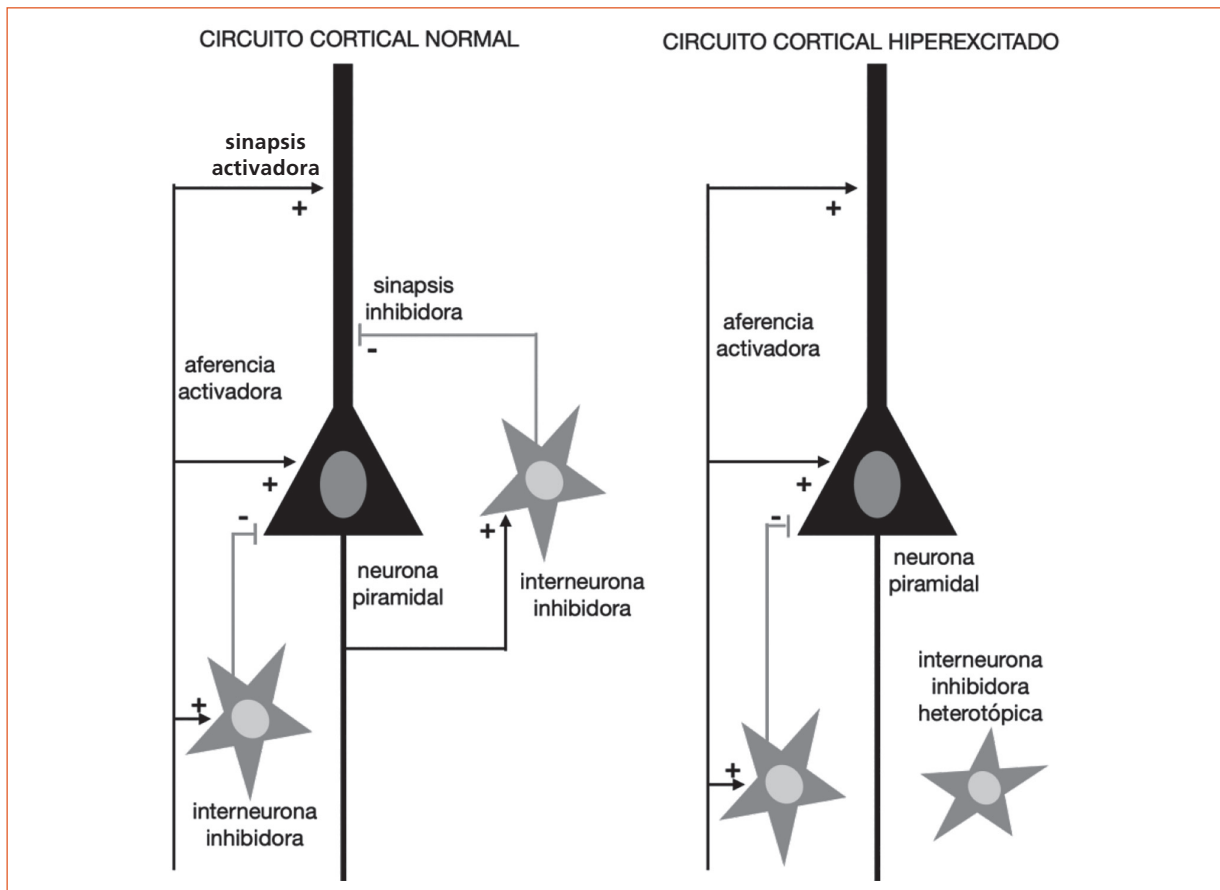 CIRCUITO CORTICAL NORMAL
sinapsis
activadora
+
sinapsis
inhibidora
-
aferencia
activadora
+
-
+
neurona
piramidal
interneurona
inhibidora
+
interneurona
inhibidora
CIRCUITO CORTICAL HIPEREXCITADO
+
aferencia
activadora
+
-
neurona
piramidal
interneurona
inhibidora
heterotópica
+